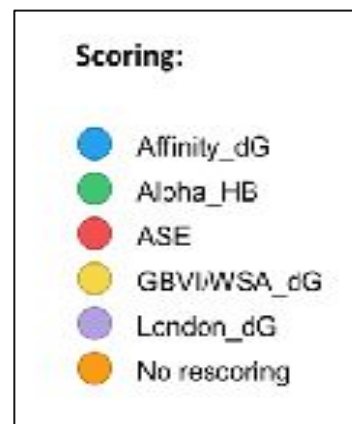 Scoring:
Affinity_dG
Alpha_HB
ASE
GBVI/WSA_dG
London_dG
No rescoring